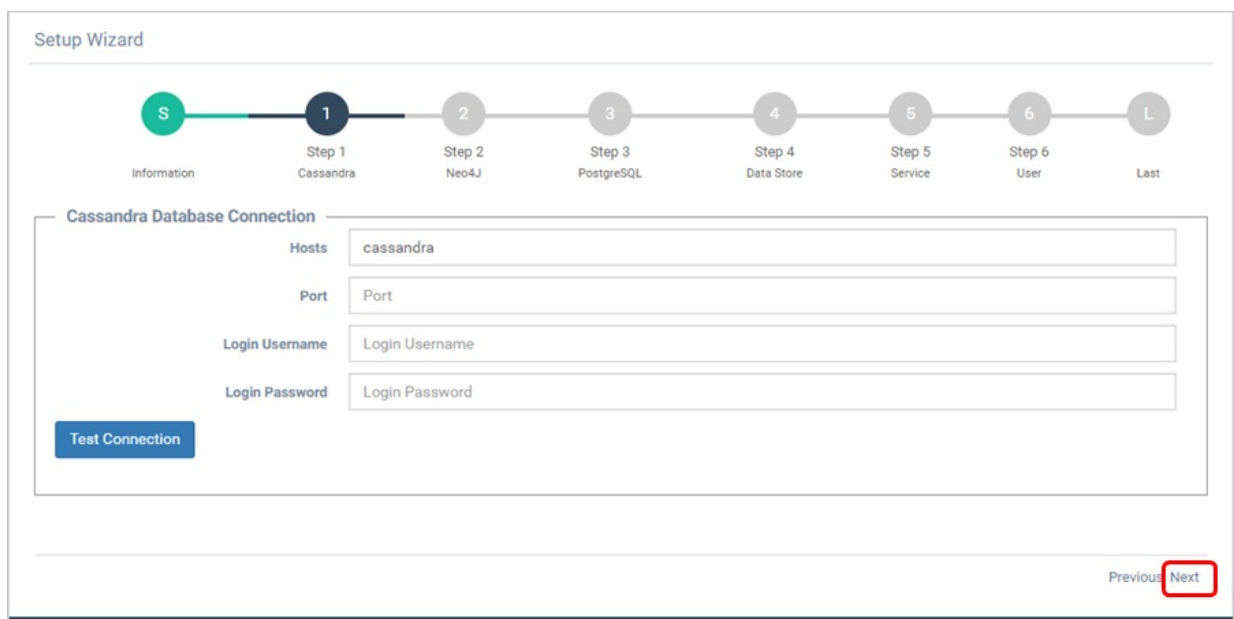 Setup Wizard
S 1 2 3 4 5 6 L
Step 1 Step 2 Step 3 Step 4 Step 5 Step 6
Information Cassandra Neo4J PostgreSQL Data Store Service User Last
Cassandra Database Connection
Hosts cassandra
Port Port
Login Username Login Username
Login Password Login Password
Test Connection
Previous Next